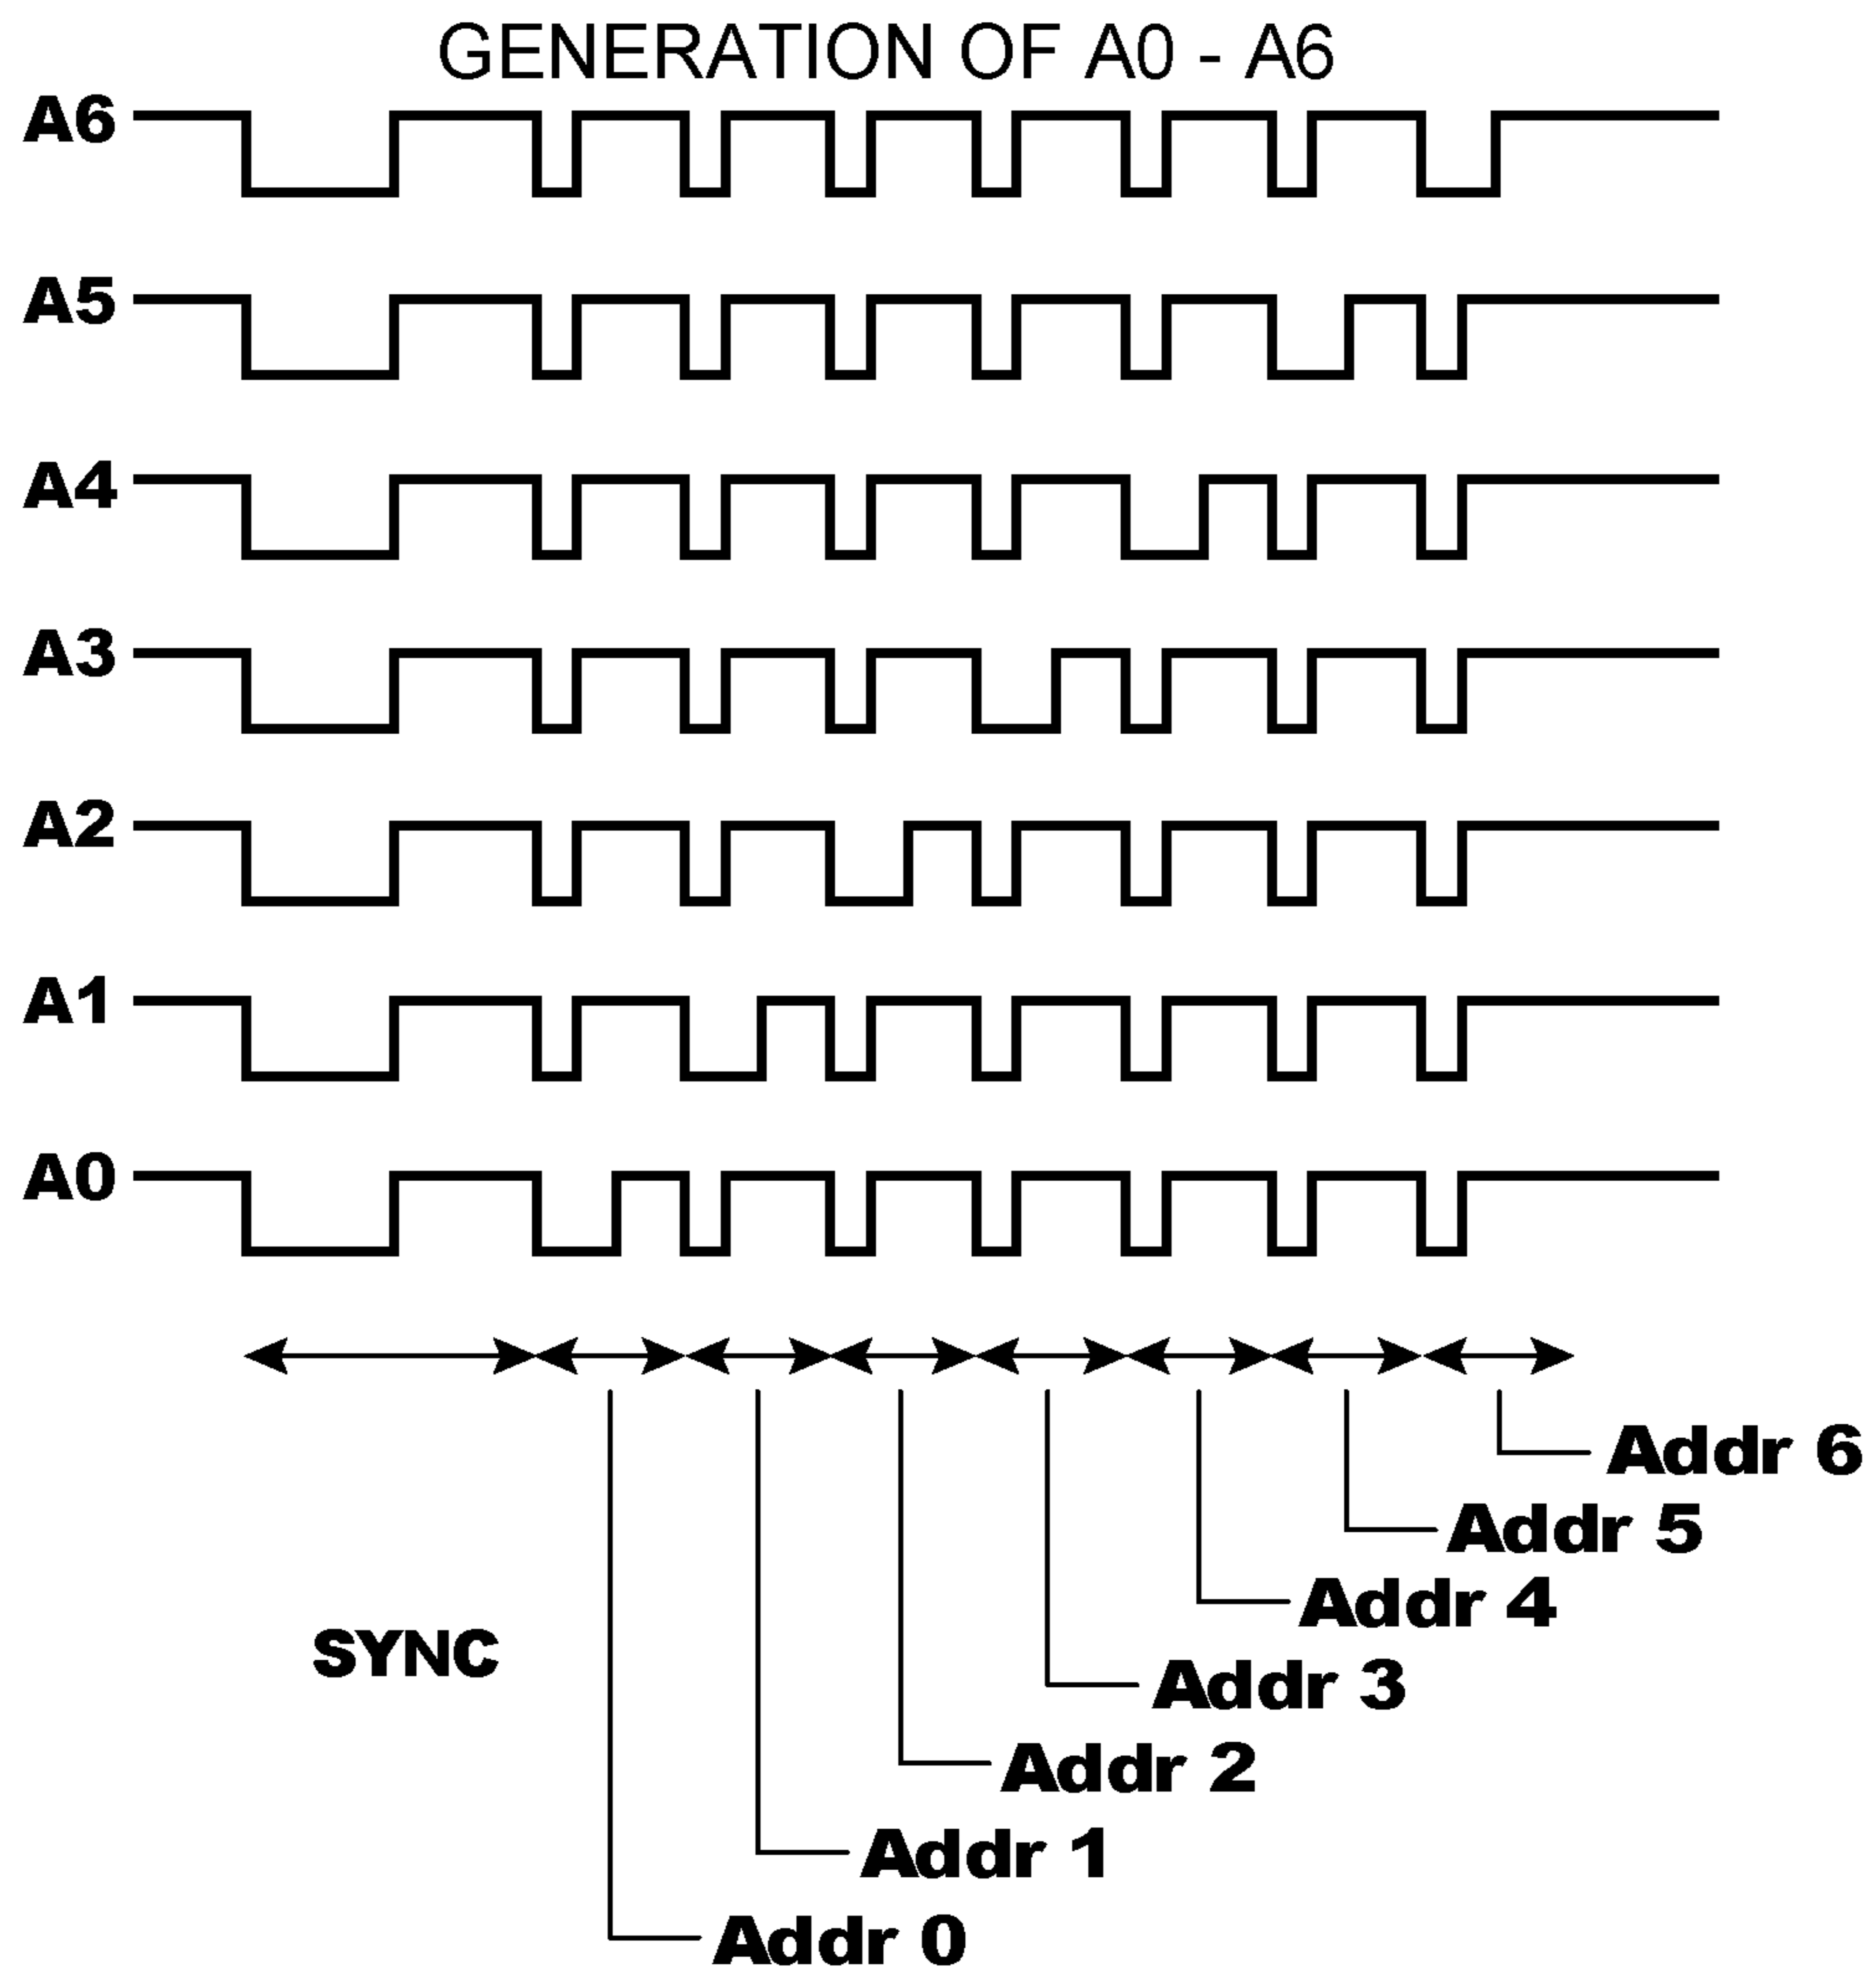 GENERATION OF A0 - A6
A6
A5
A4
A3
A2
A1
A0
Addr 6
Addr 5
Addr 4
SYNC
Addr 3
Addr 2
Addr 1
Addr 0